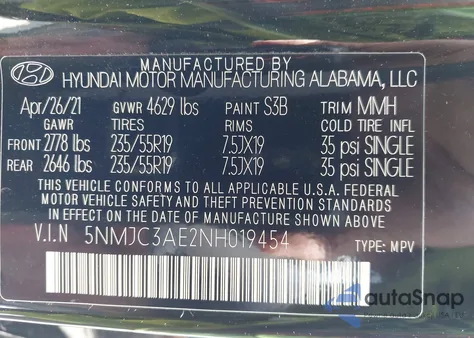 MANUFACTURED BY
HYUNDAI MOTOR MANUFACTURING ALABAMA, LLC
Apr/26/21 GVWR 4629 lbs PAINT S3B TRIM MMH
GAWR TIRES RIMS COLD TIRE INFL
FRONT 2778 lbs 235/55R19 7.5JX19 35 psi SINGLE
REAR 2646 lbs 235/55R19 7.5JX19 35 psi SINGLE
THIS VEHICLE CONFORMS TO ALL APPLICABLE U.S.A. FEDERAL
MOTOR VEHICLE SAFETY, BUMPER, AND THEFT PREVENTION
STANDARDS IN EFFECT ON THE DATE OF MANUFACTURE SHOWN ABOVE.
V.I.N 5NMJC3AE2NH019454 TYPE: MPV
autoSnap